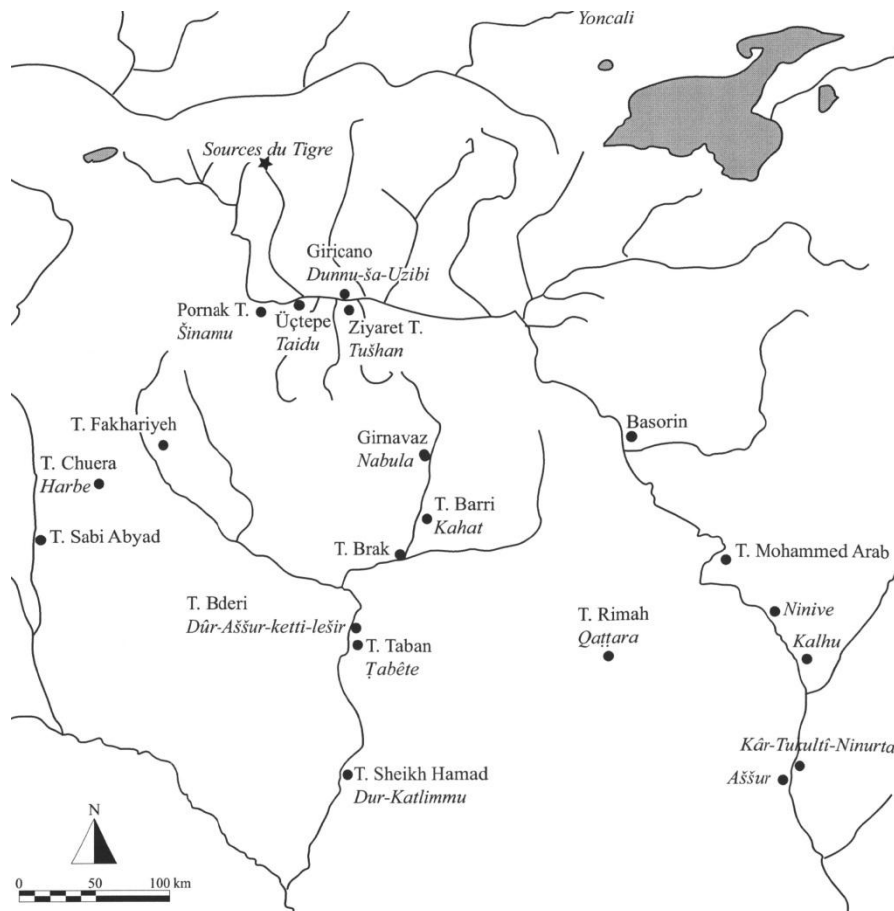 Yoncali
Sources du Tigre
Giricano
Dunnu-ša-Uzibi
Pornak T.
Šinamu
Üçtepe
Taidu
Ziyaret T.
Tušhan
T. Fakhariyeh
Basorin
Girnavaz
Nabula
T. Chuera
Harbe
T. Barri
Kahat
T. Sabi Abyad
T. Brak
T. Mohammed Arab
T. Bderi
Dûr-Aššur-ketti-lešir
T. Rimah
Qaṭṭara
Ninive
T. Taban
Ṭabête
Kalhu
Kâr-Tukultî-Ninurta
T. Sheikh Hamad
Dur-Katlimmu
Aššur
N
0 50 100 km